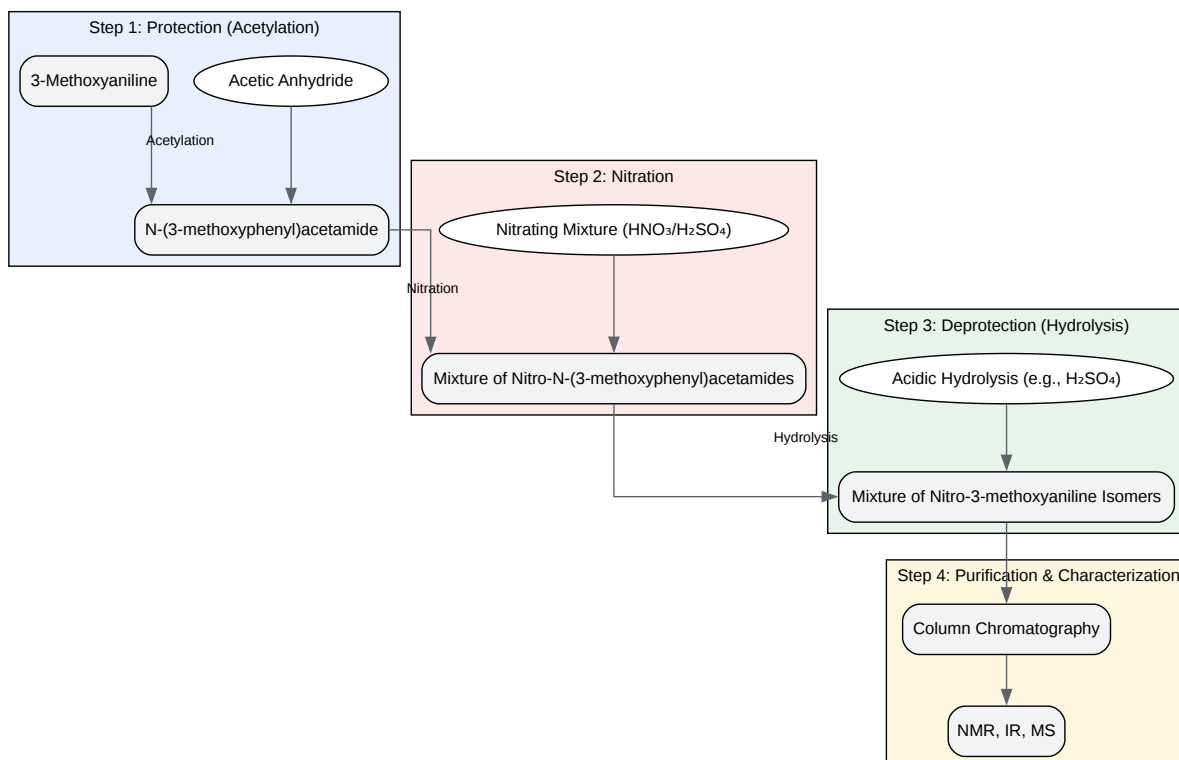 Step 1: Protection (Acetylation)
3-Methoxyaniline
Acetic Anhydride
Acetylation
N-(3-methoxyphenyl)acetamide
Step 2: Nitration
Nitrating Mixture (HNO₃/H₂SO₄)
Nitration
Mixture of Nitro-N-(3-methoxyphenyl)acetamides
Step 3: Deprotection (Hydrolysis)
Acidic Hydrolysis (e.g., H₂SO₄)
Hydrolysis
Mixture of Nitro-3-methoxyaniline Isomers
Step 4: Purification & Characterization
Column Chromatography
NMR, IR, MS